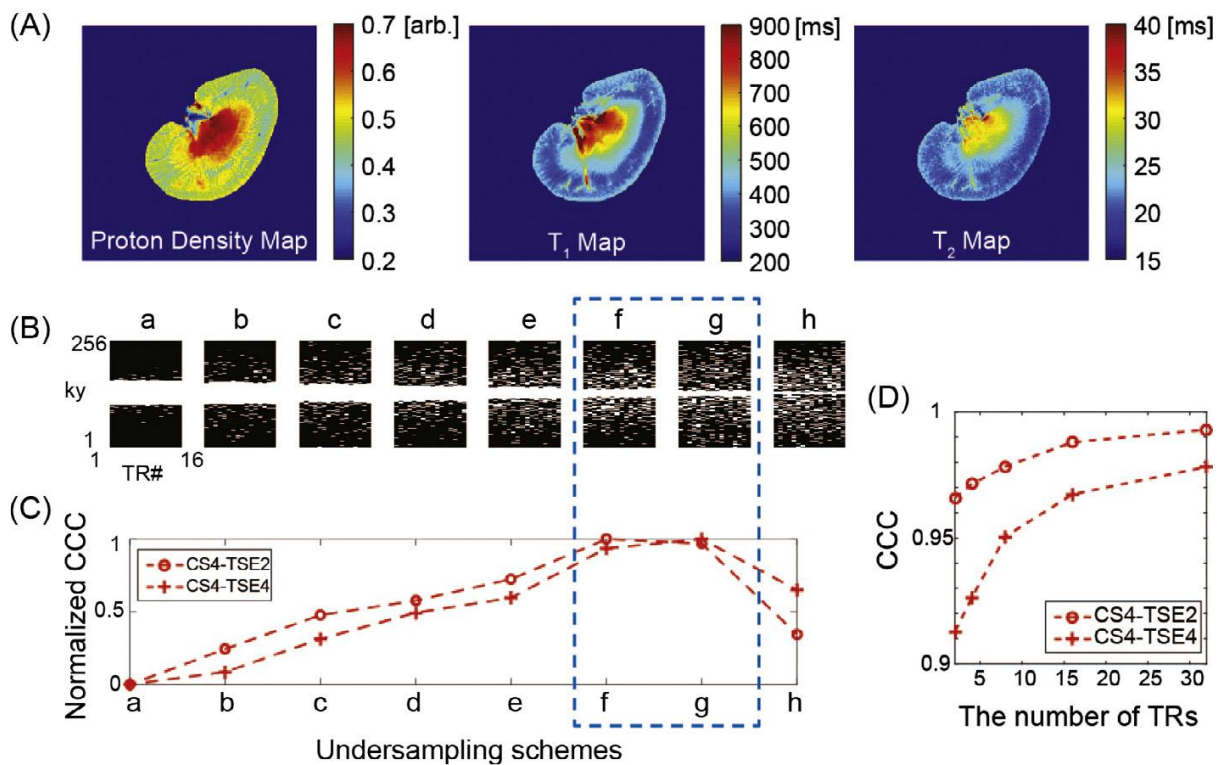 (A)
0.7 [arb.]
0.6
0.5
0.4
0.3
0.2
Proton Density Map
900 [ms]
800
700
600
500
400
300
200
T1 Map
40 [ms]
35
30
25
20
15
T2 Map
(B)
a b c d e f g h
256
ky
1
1 16
TR#
(C)
Normalized CCC
1
0.5
0
CS4-TSE2
CS4-TSE4
a b c d e f g h
Undersampling schemes
(D)
CCC
1
0.95
0.9
CS4-TSE2
CS4-TSE4
5 10 15 20 25 30
The number of TRs